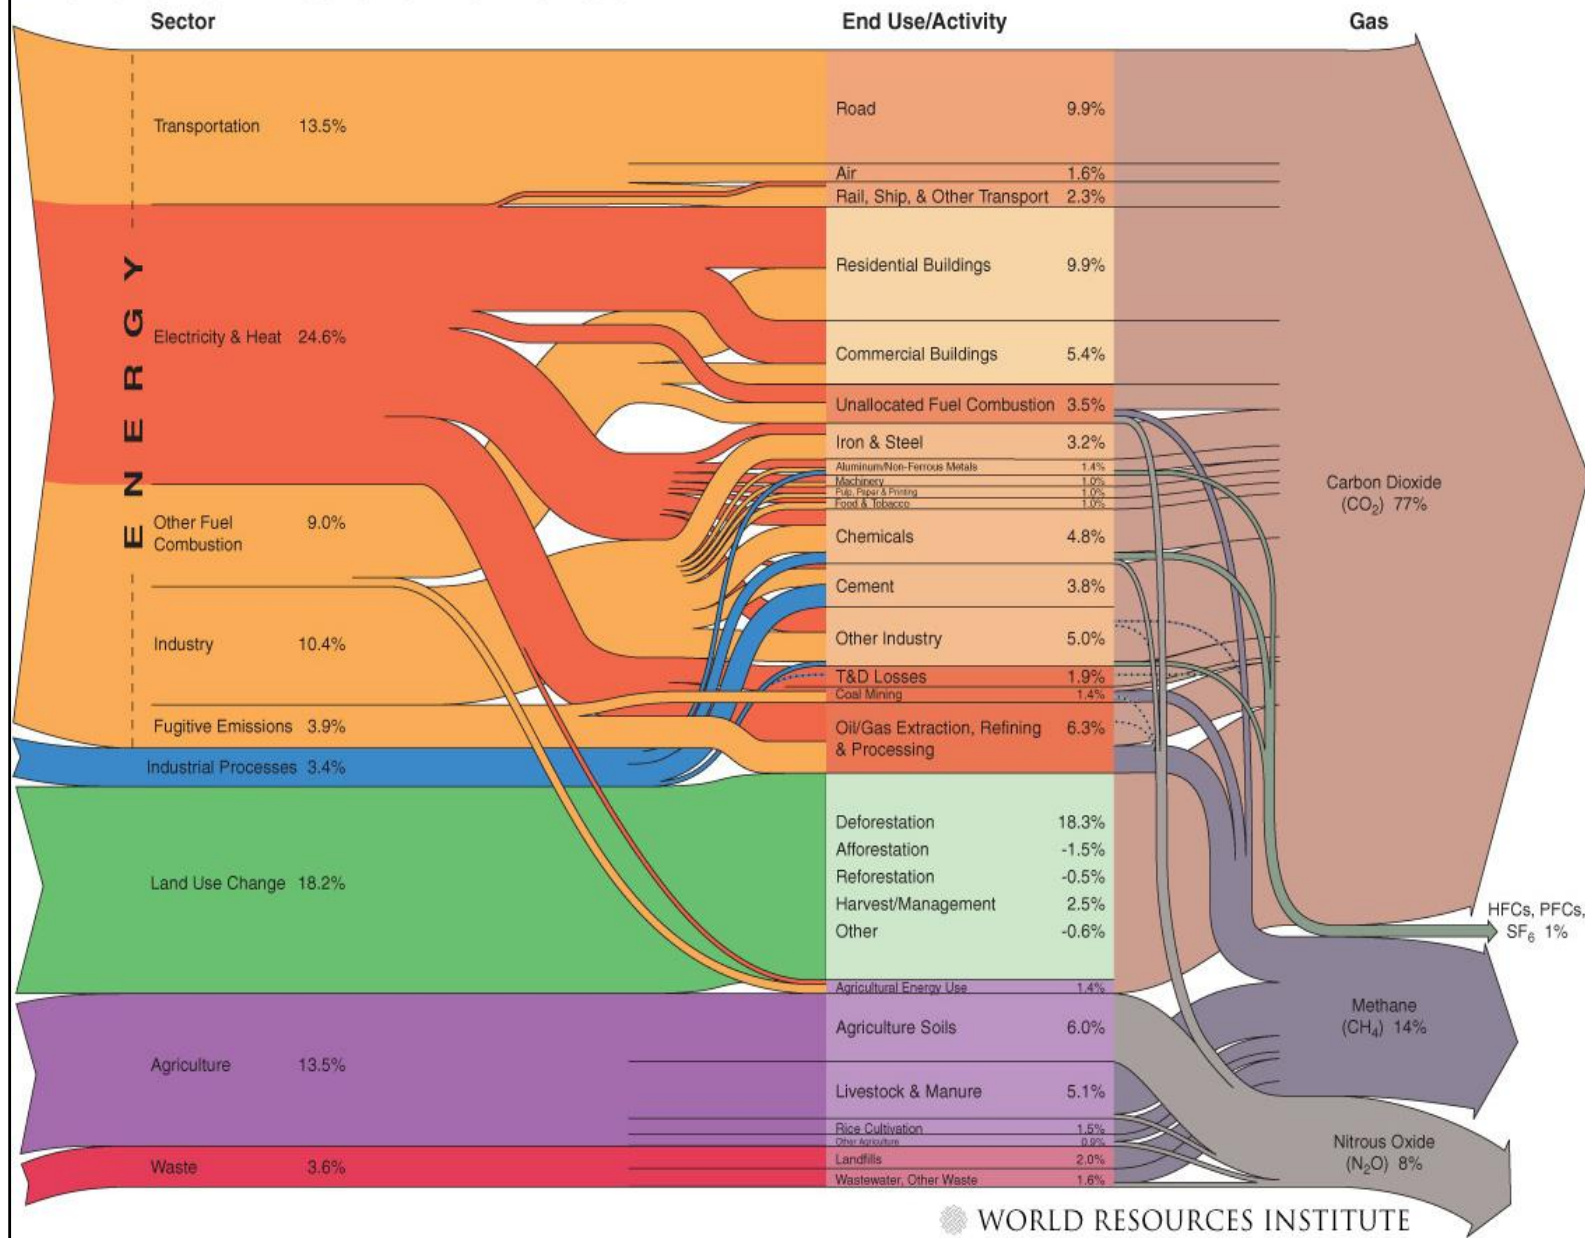 Sector
End Use/Activity
Gas
ENERGY
Transportation 13.5%
Electricity & Heat 24.6%
Other Fuel 9.0%
Combustion
Industry 10.4%
Fugitive Emissions 3.9%
Industrial Processes 3.4%
Land Use Change 18.2%
Agriculture 13.5%
Waste 3.6%
Road 9.9%
Air 1.6%
Rail, Ship, & Other Transport 2.3%
Residential Buildings 9.9%
Commercial Buildings 5.4%
Unallocated Fuel Combustion 3.5%
Iron & Steel 3.2%
Aluminum/Non-Ferrous Metals 1.4%
Machinery 1.0%
Pulp, Paper & Printing 1.0%
Food & Tobacco 1.0%
Chemicals 4.8%
Cement 3.8%
Other Industry 5.0%
T&D Losses 1.9%
Coal Mining 1.4%
Oil/Gas Extraction, Refining 6.3%
& Processing
Deforestation 18.3%
Afforestation -1.5%
Reforestation -0.5%
Harvest/Management 2.5%
Other -0.6%
Agricultural Energy Use 1.4%
Agriculture Soils 6.0%
Livestock & Manure 5.1%
Rice Cultivation 1.5%
Other Agriculture 0.9%
Landfills 2.0%
Wastewater, Other Waste 1.6%
Carbon Dioxide
(CO₂) 77%
HFCs, PFCs,
SF₆ 1%
Methane
(CH₄) 14%
Nitrous Oxide
(N₂O) 8%
WORLD RESOURCES INSTITUTE